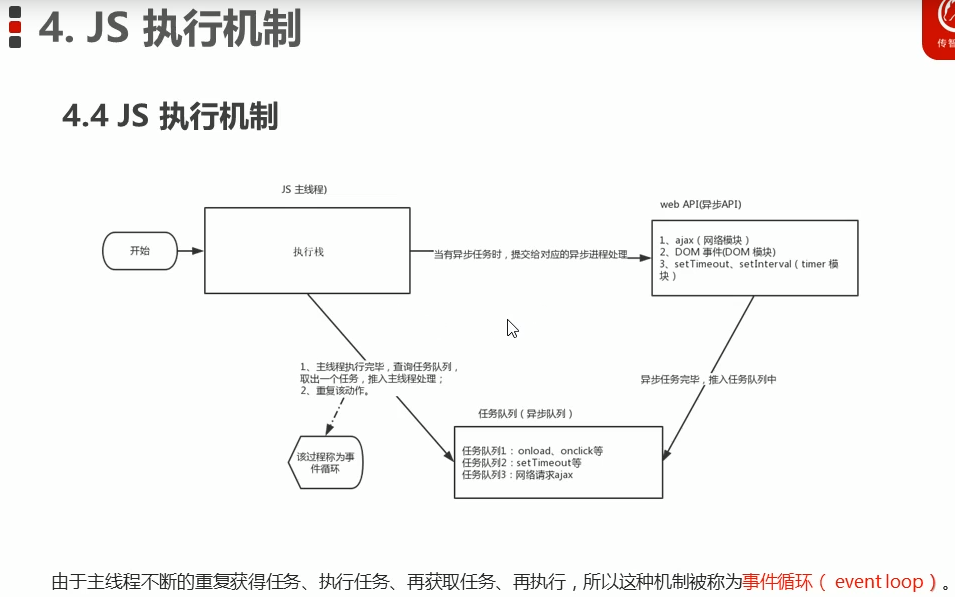 4. JS 执行机制
传智
4.4 JS 执行机制
JS 主线程)
web API(异步API)
开始
执行栈
当有异步任务时，提交给对应的异步进程处理
1、ajax（网络模块）
2、DOM 事件(DOM 模块)
3、setTimeout、setInterval（timer 模
块）
1、主线程执行完毕，查询任务队列，
取出一个任务，推入主线程处理；
2、重复该动作。
异步任务完毕，推入任务队列中
任务队列（异步队列）
该过程称为事
件循环
任务队列1：onload、onclick等
任务队列2：setTimeout等
任务队列3：网络请求ajax
由于主线程不断的重复获得任务、执行任务、再获取任务、再执行，所以这种机制被称为事件循环（ event loop）。